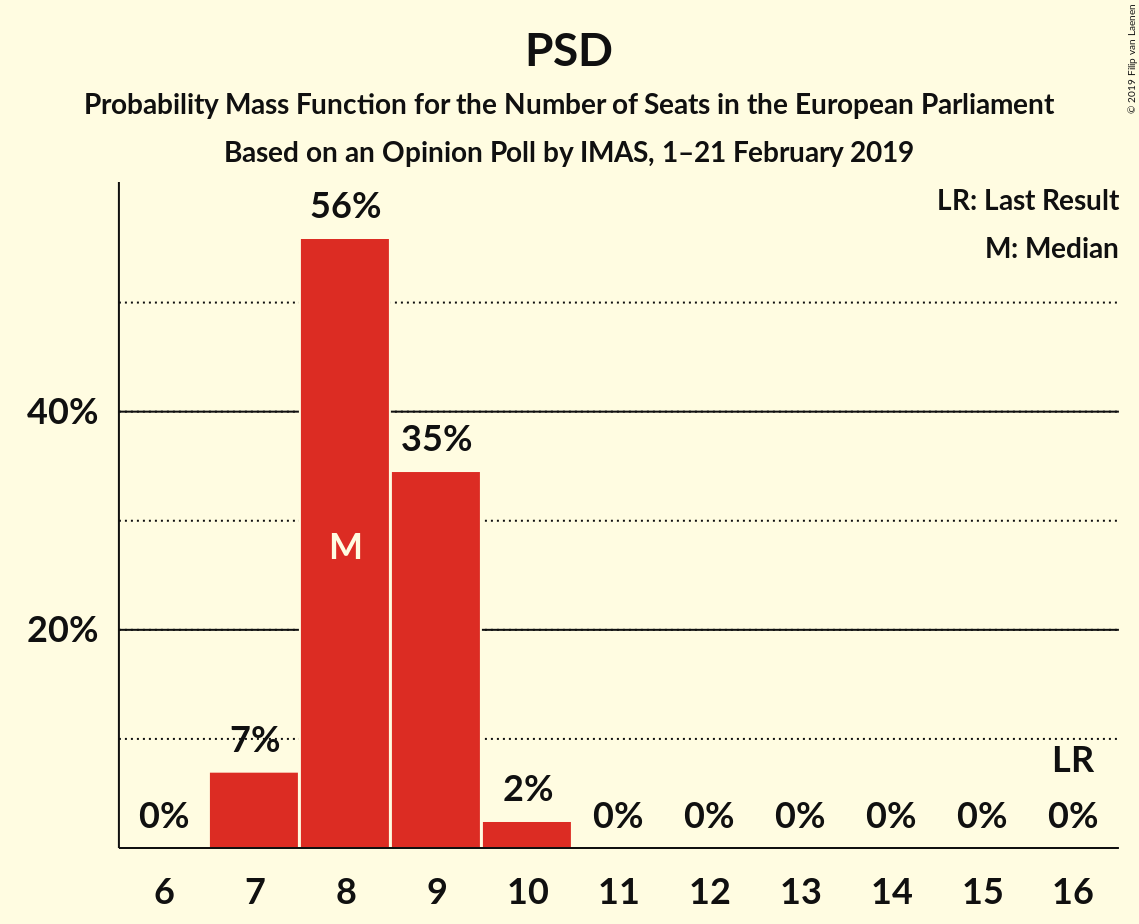 PSD
Probability Mass Function for the Number of Seats in the European Parliament
Based on an Opinion Poll by IMAS, 1–21 February 2019
© 2019 Filip van Laenen
LR: Last Result
M: Median
56%
40%
35%
M
20%
7%
LR
2%
0% 0% 0% 0% 0% 0% 0%
6 7 8 9 10 11 12 13 14 15 16